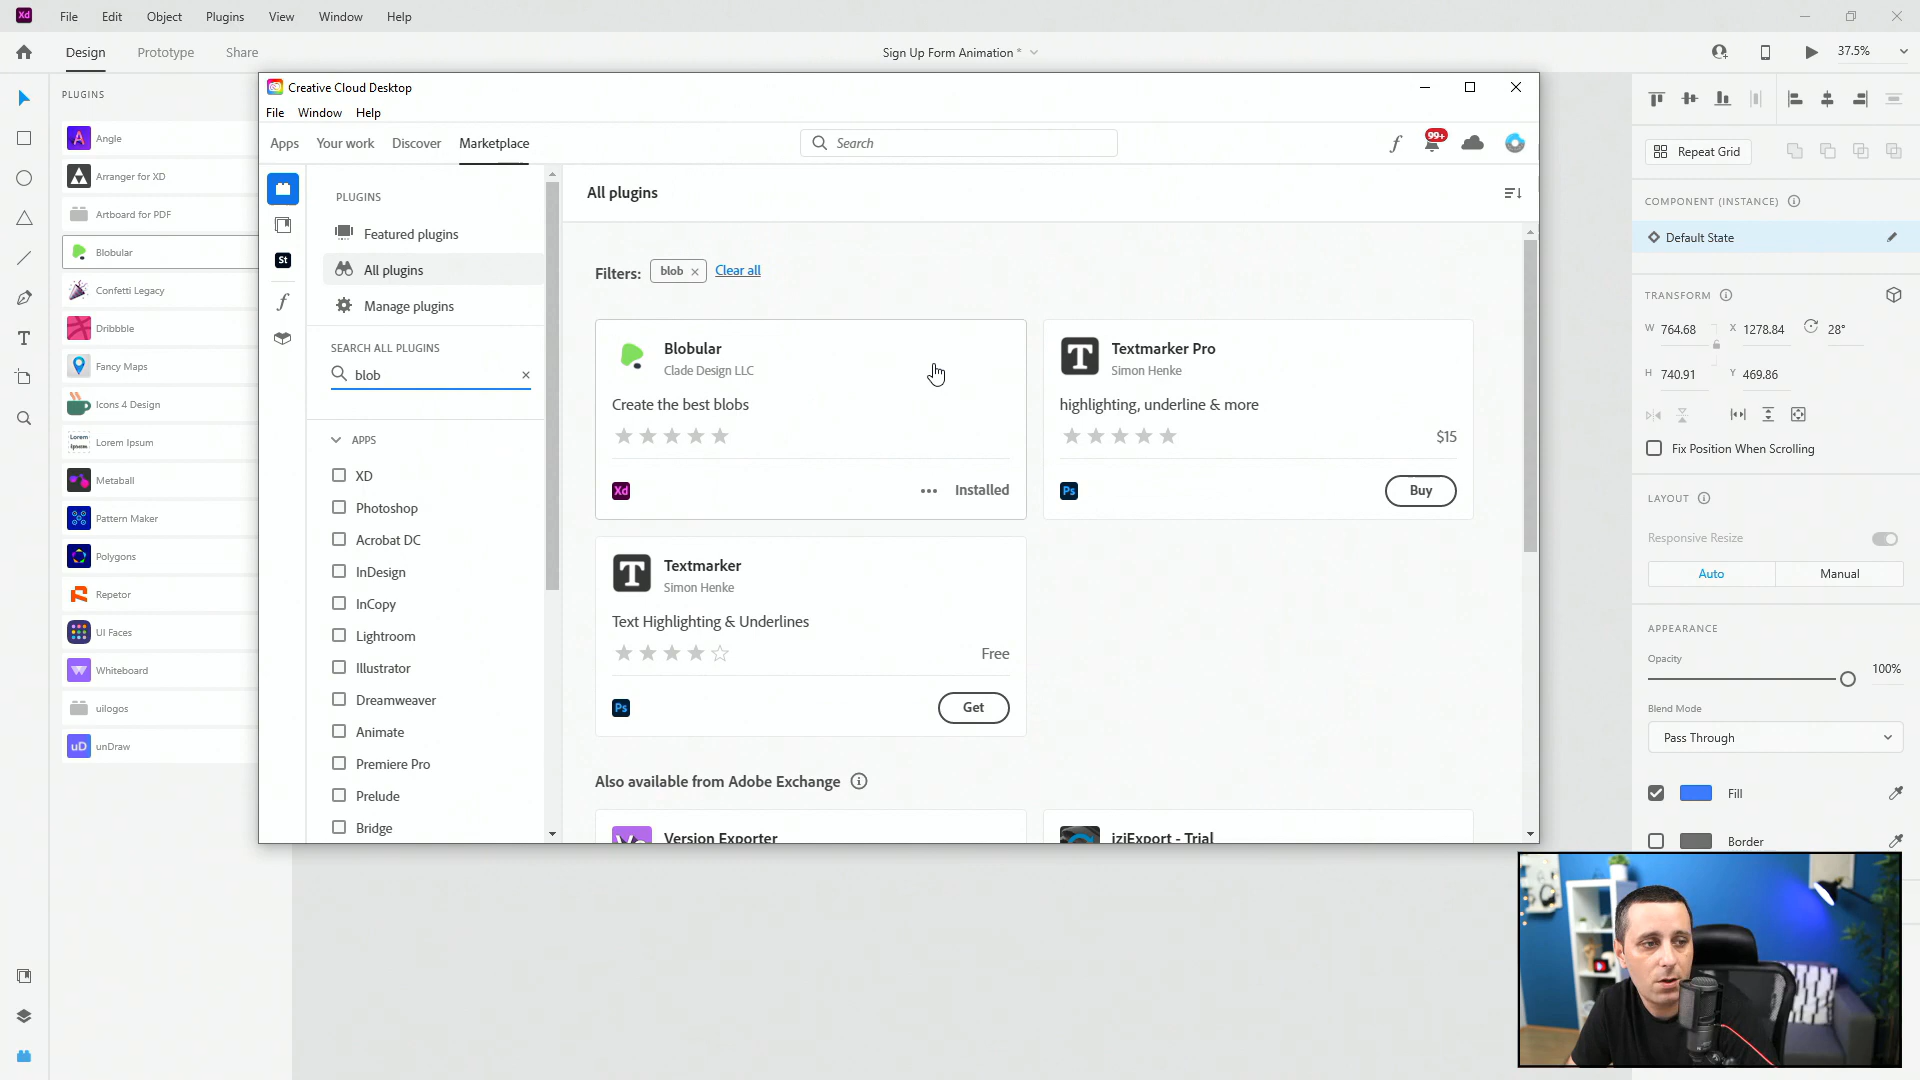 Xd File Edit Object Plugins View Window Help
Design Prototype Share
Sign Up Form Animation *
37.5%
PLUGINS
Angle
Arranger for XD
Artboard for PDF
Blobular
Confetti Legacy
Dribbble
Fancy Maps
Icons 4 Design
Lorem Ipsum
Lorem Ipsum
Metaball
Pattern Maker
Polygons
Repetor
UI Faces
Whiteboard
uilogos
uD unDraw
Creative Cloud Desktop
File Window Help
Apps Your work Discover Marketplace
Search
99+
St
PLUGINS
Featured plugins
All plugins
Manage plugins
SEARCH ALL PLUGINS
blob
APPS
XD
Photoshop
Acrobat DC
InDesign
InCopy
Lightroom
Illustrator
Dreamweaver
Animate
Premiere Pro
Prelude
Bridge
All plugins
Filters: blob × Clear all
Blobular
Clade Design LLC
Create the best blobs
Xd ••• Installed
Textmarker Pro
Simon Henke
highlighting, underline & more
$15
Ps Buy
Textmarker
Simon Henke
Text Highlighting & Underlines
Free
Ps Get
Also available from Adobe Exchange
Version Exporter
iziExport - Trial
Repeat Grid
COMPONENT (INSTANCE)
Default State
TRANSFORM
W 764.68 X 1278.84 28°
H 740.91 Y 469.86
Fix Position When Scrolling
LAYOUT
Responsive Resize
Auto Manual
APPEARANCE
Opacity
100%
Blend Mode
Pass Through
Fill
Border